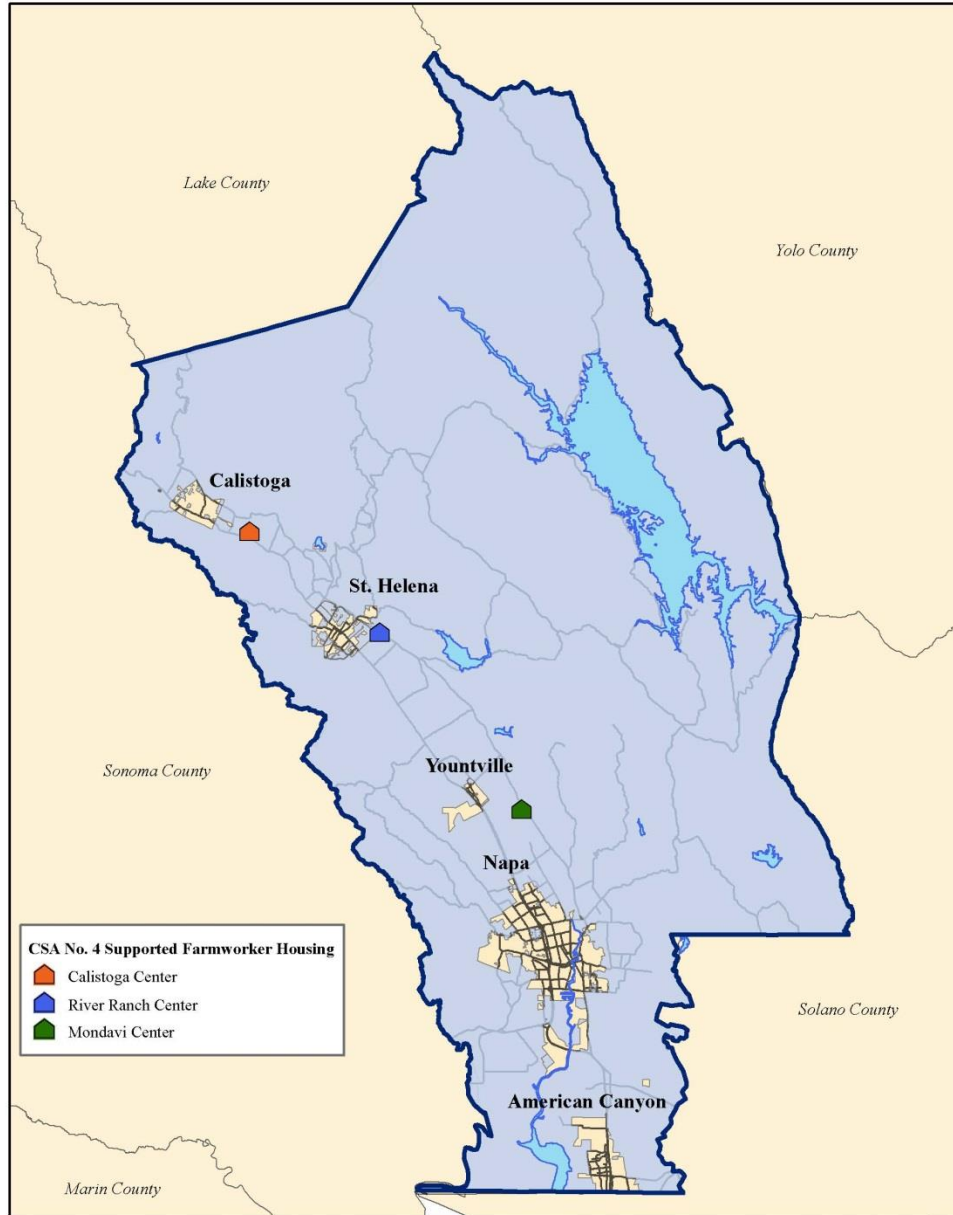 Lake County
Yolo County
Calistoga
St. Helena
Sonoma County
Yountville
Napa
CSA No. 4 Supported Farmworker Housing
Calistoga Center
River Ranch Center
Mondavi Center
Solano County
American Canyon
Marin County